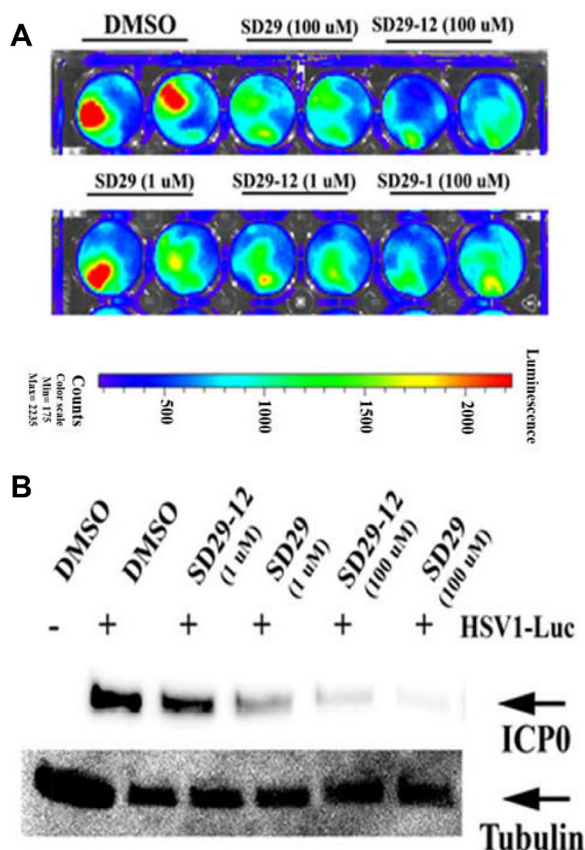 A
DMSO SD29 (100 uM) SD29-12 (100 uM)
SD29 (1 uM) SD29-12 (1 uM) SD29-1 (100 uM)
Luminescence
500 1000 1500 2000
Counts
Color scale
Min= 175
Max= 2235
B
DMSO
DMSO
SD29-12
(1 uM)
SD29
(1 uM)
SD29-12
(100 uM)
SD29
(100 uM)
- + + + + + HSV1-Luc
ICP0
Tubulin